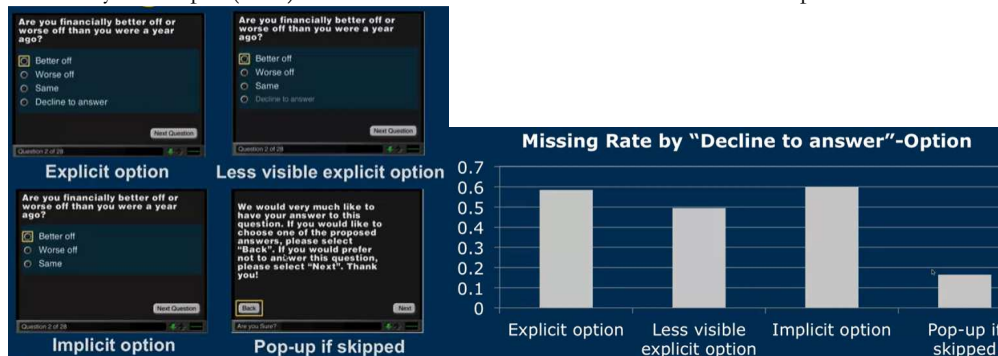 Are you financially better off or
worse off than you were a year
ago?
Better off
Worse off
Same
Decline to answer
Next Question
Question 2 of 28
Explicit option
Are you financially better off or
worse off than you were a year
ago?
Better off
Worse off
Same
Decline to answer
Next Question
Question 2 of 28
Less visible explicit option
Are you financially better off or
worse off than you were a year
ago?
Better off
Worse off
Same
Next Question
Question 2 of 28
Implicit option
We would very much like to
have your answer to this
question. If you would like to
choose one of the proposed
answers, please select
"Back". If you would prefer
not to answer this question,
please select "Next". Thank
you!
Back
Next
Are you Sure?
Pop-up if skipped
Missing Rate by “Decline to answer”-Option
0.7
0.6
0.5
0.4
0.3
0.2
0.1
0
Explicit option
Less visible
explicit option
Implicit option
Pop-up if
skipped